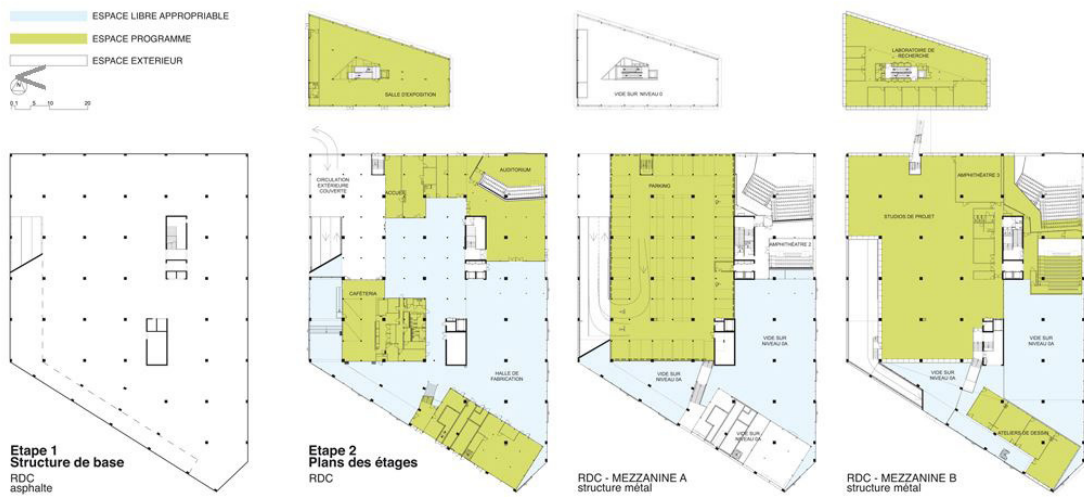 ESPACE LIBRE APPROPRIABLE
ESPACE PROGRAMME
ESPACE EXTERIEUR
0 1 5 10 20
SALLE D'EXPOSITION
VIDE SUR NIVEAU 0
LABORATOIRE DE
RECHERCHE
CIRCULATION
EXTÉRIEURE
COUVERTE
ACCUEIL
AUDITORIUM
CAFÉTERIA
HALLE DE
FABRICATION
PARKING
AMPHITHÉATRE 2
VIDE SUR
NIVEAU 0A
VIDE SUR
NIVEAU 0A
VIDE SUR
NIVEAU 0A
AMPHITHÉATRE 3
STUDIOS DE PROJET
VIDE SUR
NIVEAU 0A
VIDE SUR
NIVEAU 0A
ATELIERS DE DESSIN
Etape 1
Structure de base
RDC
asphalte
Etape 2
Plans des étages
RDC
RDC - MEZZANINE A
structure métal
RDC - MEZZANINE B
structure métal